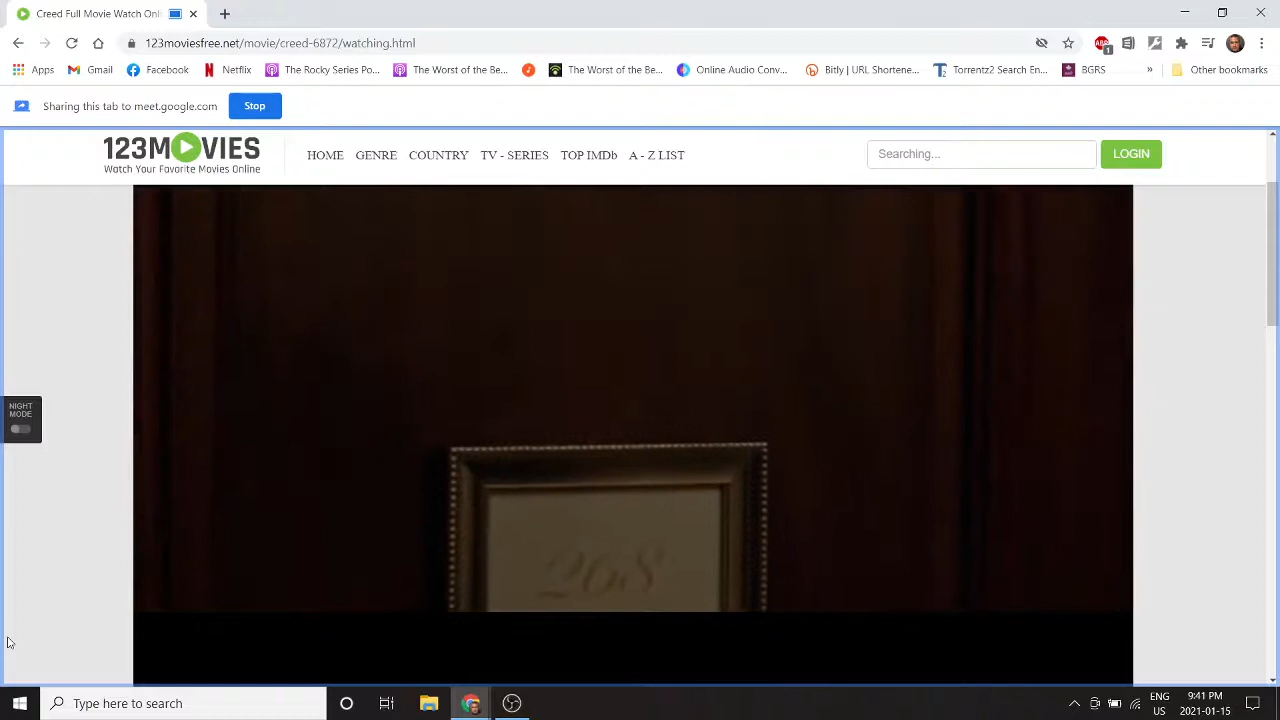 Creed Full Movie Watch Onli
123moviesfree.net/movie/creed-6872/watching.html
Apps Gmail Facebook Netflix The Rocky Series P... The Worst of the Be... The Worst of the Be... Online Audio Conv... Bitly | URL Shortene... Torrentz2 Search En... BGRS » Other bookmarks
Sharing this tab to meet.google.com Stop
123MOVIES
Watch Your Favorite Movies Online
HOME GENRE COUNTRY TV - SERIES TOP IMDb A - Z LIST Searching... LOGIN
NIGHT
MODE
268
Type here to search
ENG
US
9:41 PM
2021-01-15